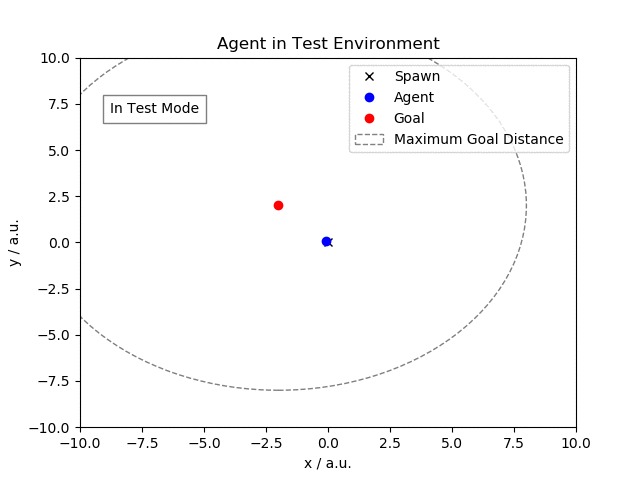 Agent in Test Environment
In Test Mode
Spawn
Agent
Goal
Maximum Goal Distance
y / a.u.
10.0
7.5
5.0
2.5
0.0
−2.5
−5.0
−7.5
−10.0
−10.0 −7.5 −5.0 −2.5 0.0 2.5 5.0 7.5 10.0
x / a.u.